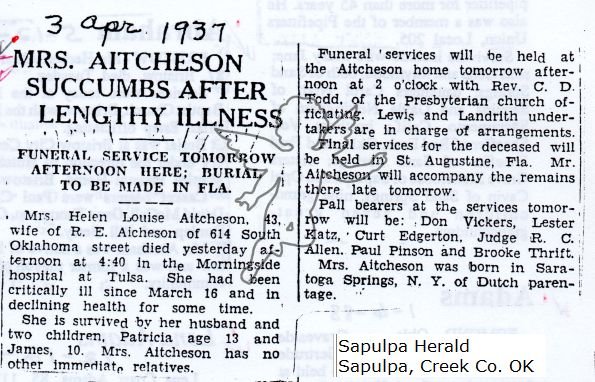 3 apr 1937
MRS. AITCHESON
SUCCUMBS AFTER
LENGTHY ILLNESS
FUNERAL SERVICE TOMORROW
AFTERNOON HERE; BURIAL
TO BE MADE IN FLA.
Mrs. Helen Louise Aitcheson, 43,
wife of R. E. Aicheson of 614 South
Oklahoma street died yesterday af-
ternoon at 4:40 in the Morningside
hospital at Tulsa. She had been
critically ill since March 16 and in
declining health for some time.
She is survived by her husband and
two children, Patricia age 13 and
James, 10. Mrs. Aitcheson has no
other immediate relatives.
Funeral services will be held at
the Aitcheson home tomorrow after-
noon at 2 o'clock with Rev. C. D.
Todd, of the Presbyterian church of-
ficiating. Lewis and Landrith under-
takers are in charge of arrangements.
Final services for the deceased will
be held in St. Augustine, Fla. Mr.
Aitcheson will accompany the remains
there late tomorrow.
Pall bearers at the services tomor-
row will be: Don Vickers, Lester
Katz, Curt Edgerton, Judge R. C.
Allen. Paul Pinson and Brooke Thrift.
Mrs. Aitcheson was born in Sara-
toga Springs, N. Y. of Dutch paren-
tage.
Sapulpa Herald
Sapulpa, Creek Co. OK